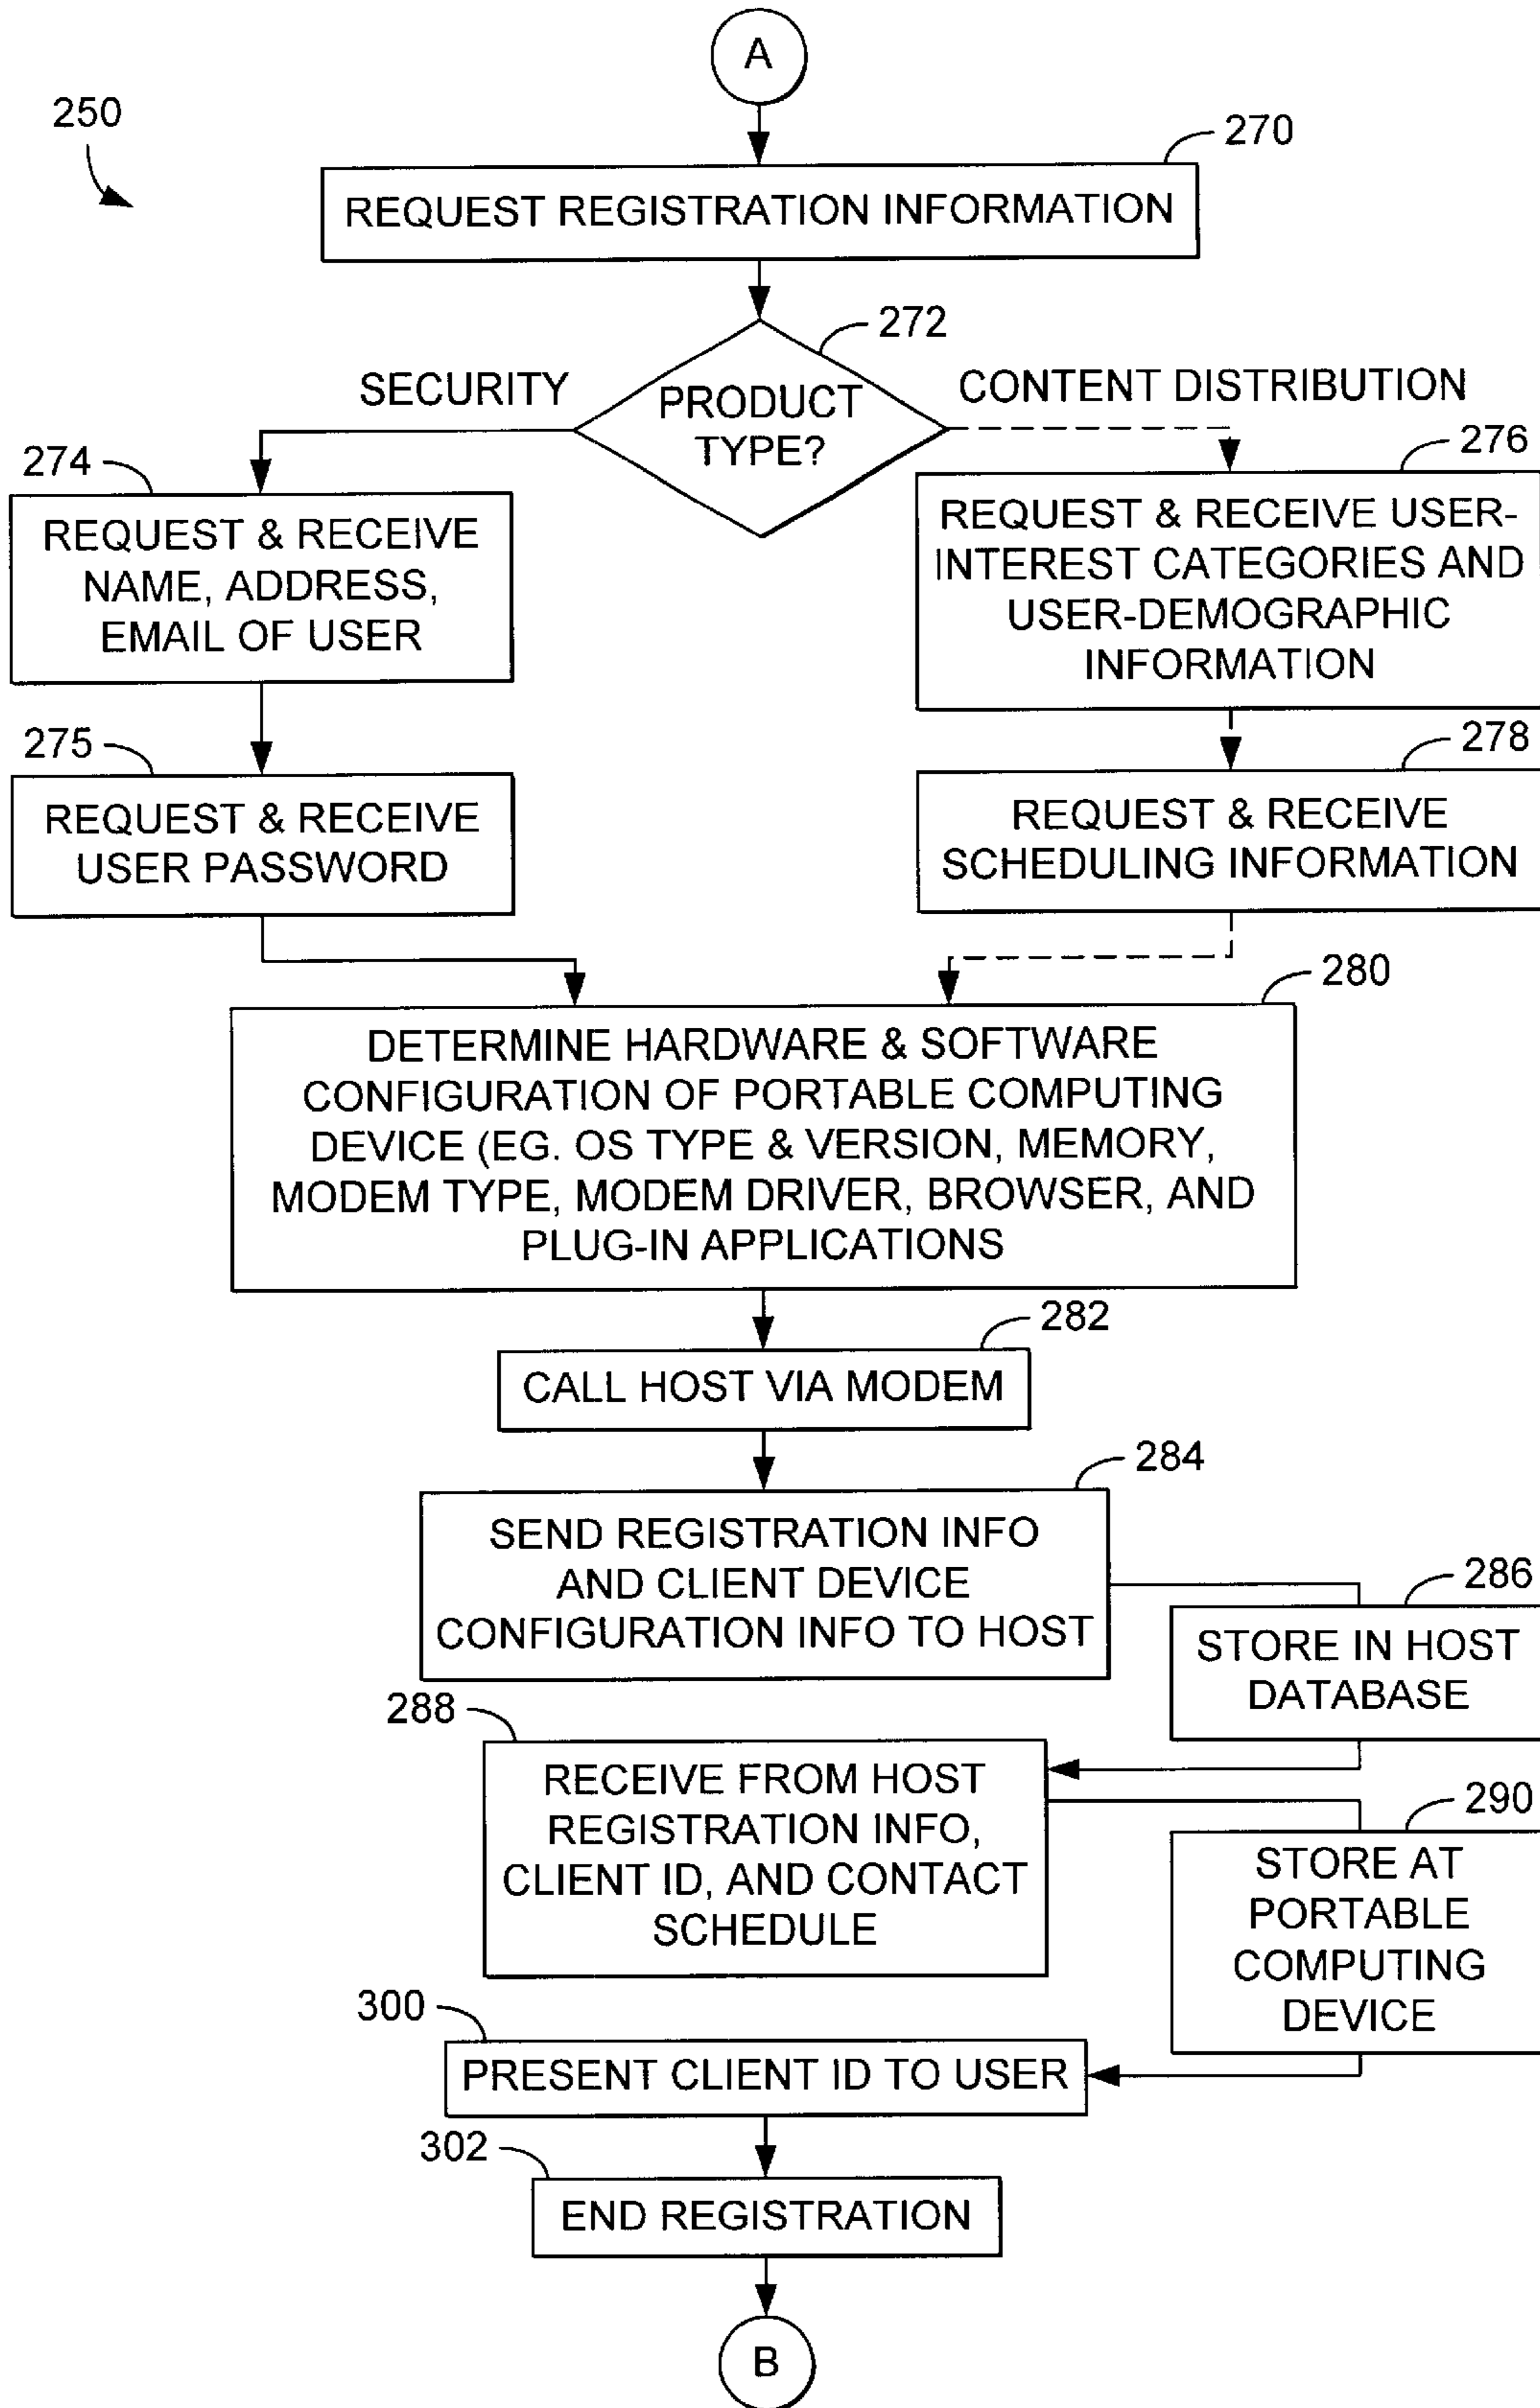 A
250
270
REQUEST REGISTRATION INFORMATION
272
SECURITY
PRODUCT
TYPE?
CONTENT DISTRIBUTION
274
REQUEST & RECEIVE
NAME, ADDRESS,
EMAIL OF USER
276
REQUEST & RECEIVE USER-
INTEREST CATEGORIES AND
USER-DEMOGRAPHIC
INFORMATION
275
REQUEST & RECEIVE
USER PASSWORD
278
REQUEST & RECEIVE
SCHEDULING INFORMATION
280
DETERMINE HARDWARE & SOFTWARE
CONFIGURATION OF PORTABLE COMPUTING
DEVICE (EG. OS TYPE & VERSION, MEMORY,
MODEM TYPE, MODEM DRIVER, BROWSER, AND
PLUG-IN APPLICATIONS
282
CALL HOST VIA MODEM
284
SEND REGISTRATION INFO
AND CLIENT DEVICE
CONFIGURATION INFO TO HOST
286
STORE IN HOST
DATABASE
288
RECEIVE FROM HOST
REGISTRATION INFO,
CLIENT ID, AND CONTACT
SCHEDULE
290
STORE AT
PORTABLE
COMPUTING
DEVICE
300
PRESENT CLIENT ID TO USER
302
END REGISTRATION
B